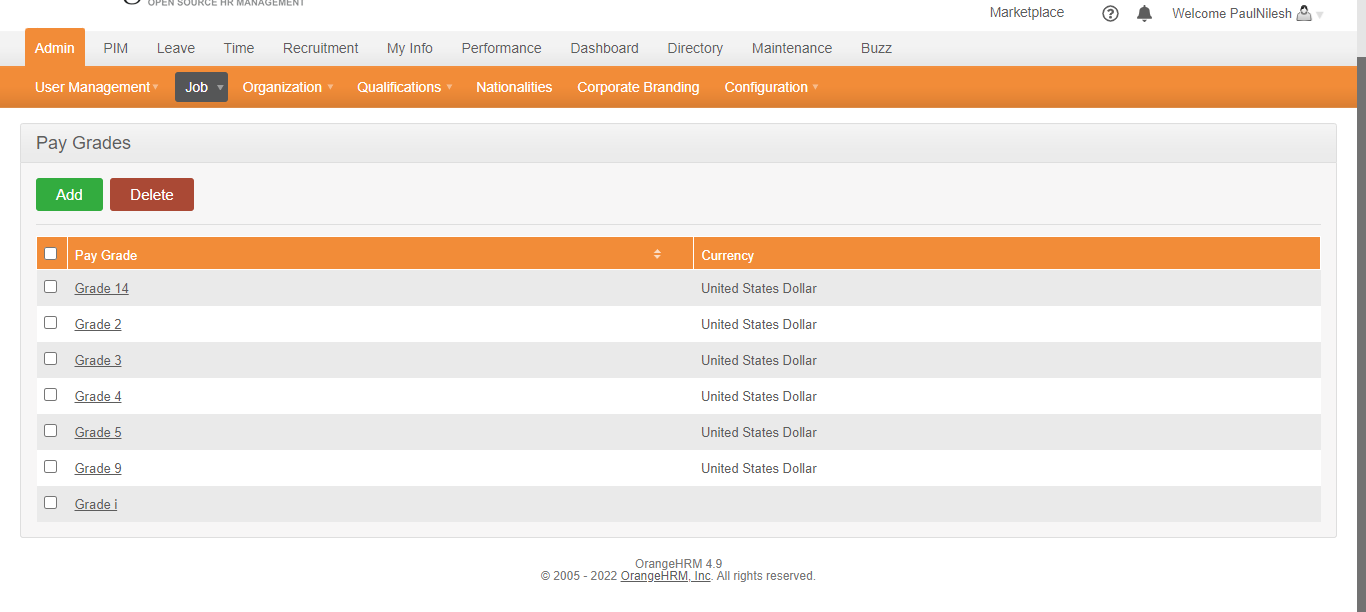 OPEN SOURCE HR MANAGEMENT
Marketplace Welcome PaulNilesh
Admin PIM Leave Time Recruitment My Info Performance Dashboard Directory Maintenance Buzz
User Management Job Organization Qualifications Nationalities Corporate Branding Configuration
Pay Grades
Add Delete
Pay Grade Currency
Grade 14 United States Dollar
Grade 2 United States Dollar
Grade 3 United States Dollar
Grade 4 United States Dollar
Grade 5 United States Dollar
Grade 9 United States Dollar
Grade i
OrangeHRM 4.9
© 2005 - 2022 OrangeHRM, Inc. All rights reserved.